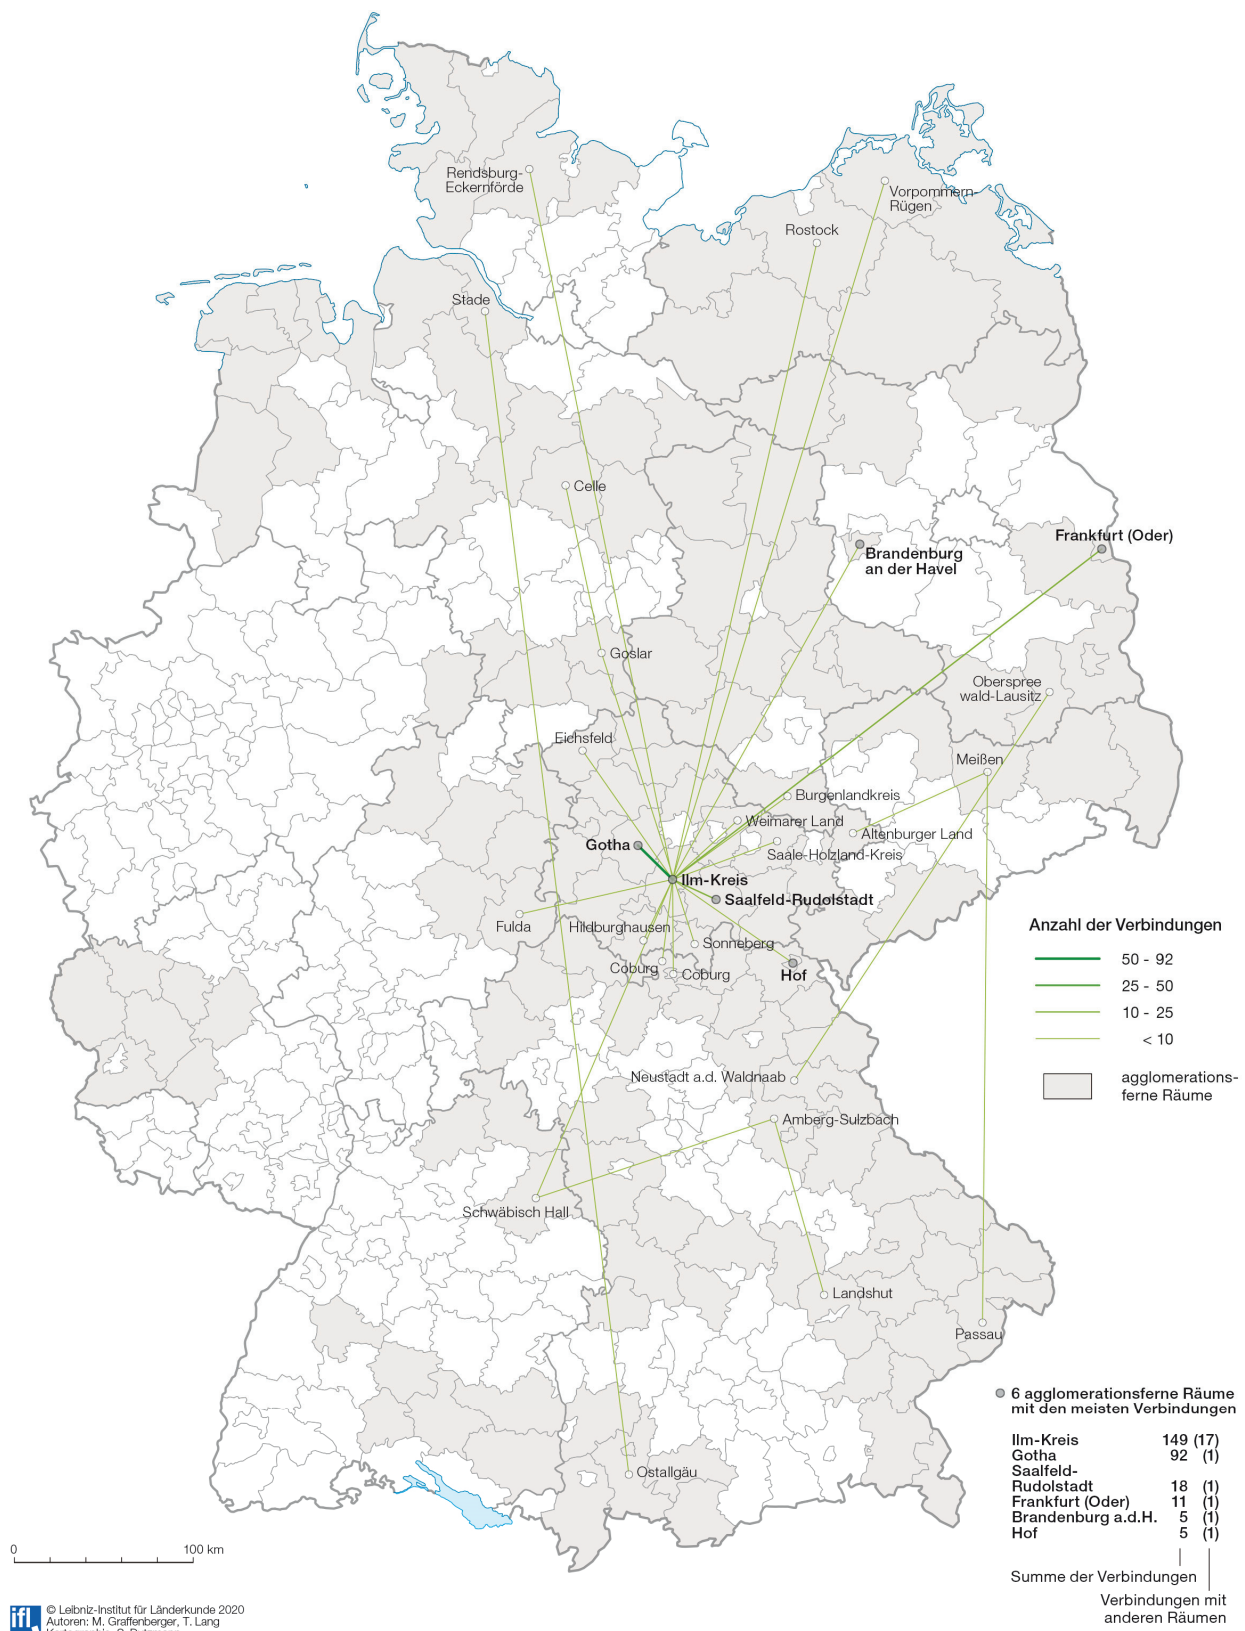 Rendsburg-
Eckernförde
Vorpommern-
Rügen
Rostock
Stade
Celle
Frankfurt (Oder)
Brandenburg
an der Havel
Goslar
Oberspree
wald-Lausitz
Eichsfeld
Meißen
Burgenlandkreis
Weimarer Land
Altenburger Land
Gotha
Saale-Holzland-Kreis
Ilm-Kreis
Saalfeld-Rudolstadt
Fulda
Hildburghausen
Sonneberg
Coburg
Coburg
Hof
Neustadt a.d. Waldnaab
Amberg-Sulzbach
Schwäbisch Hall
Landshut
Passau
Ostallgäu
Anzahl der Verbindungen
50 - 92
25 - 50
10 - 25
< 10
agglomerations-
ferne Räume
6 agglomerationsferne Räume
mit den meisten Verbindungen
Ilm-Kreis 149 (17)
Gotha 92 (1)
Saalfeld-
Rudolstadt 18 (1)
Frankfurt (Oder) 11 (1)
Brandenburg a.d.H. 5 (1)
Hof 5 (1)
Summe der Verbindungen
Verbindungen mit
anderen Räumen
0 100 km
ifl
© Leibniz-Institut für Länderkunde 2020
Autoren: M. Graffenberger, T. Lang